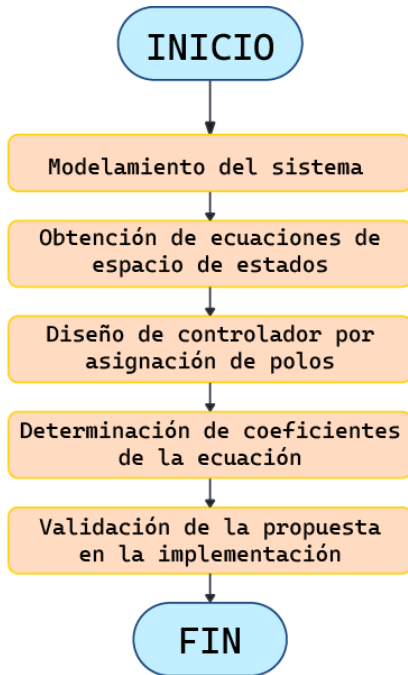 INICIO
Modelamiento del sistema
Obtención de ecuaciones de
espacio de estados
Diseño de controlador por
asignación de polos
Determinación de coeficientes
de la ecuación
Validación de la propuesta
en la implementación
FIN